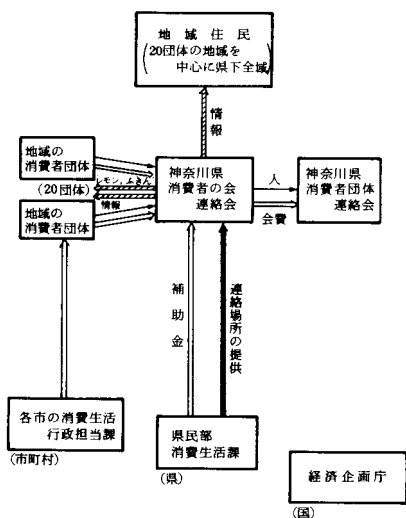 地域住民
(20団体の地域を
中心に県下全域)
情報
地域の
消費者団体
(20団体)
レモン,ふきん
情報
地域の
消費者団体
神奈川県
消費者の会
連絡会
人
会費
神奈川県
消費者団体
連絡会
補助金
連絡場所の提供
各市の消費生活
行政担当課
(市町村)
県民部
消費生活課
(県)
経済企画庁
(国)